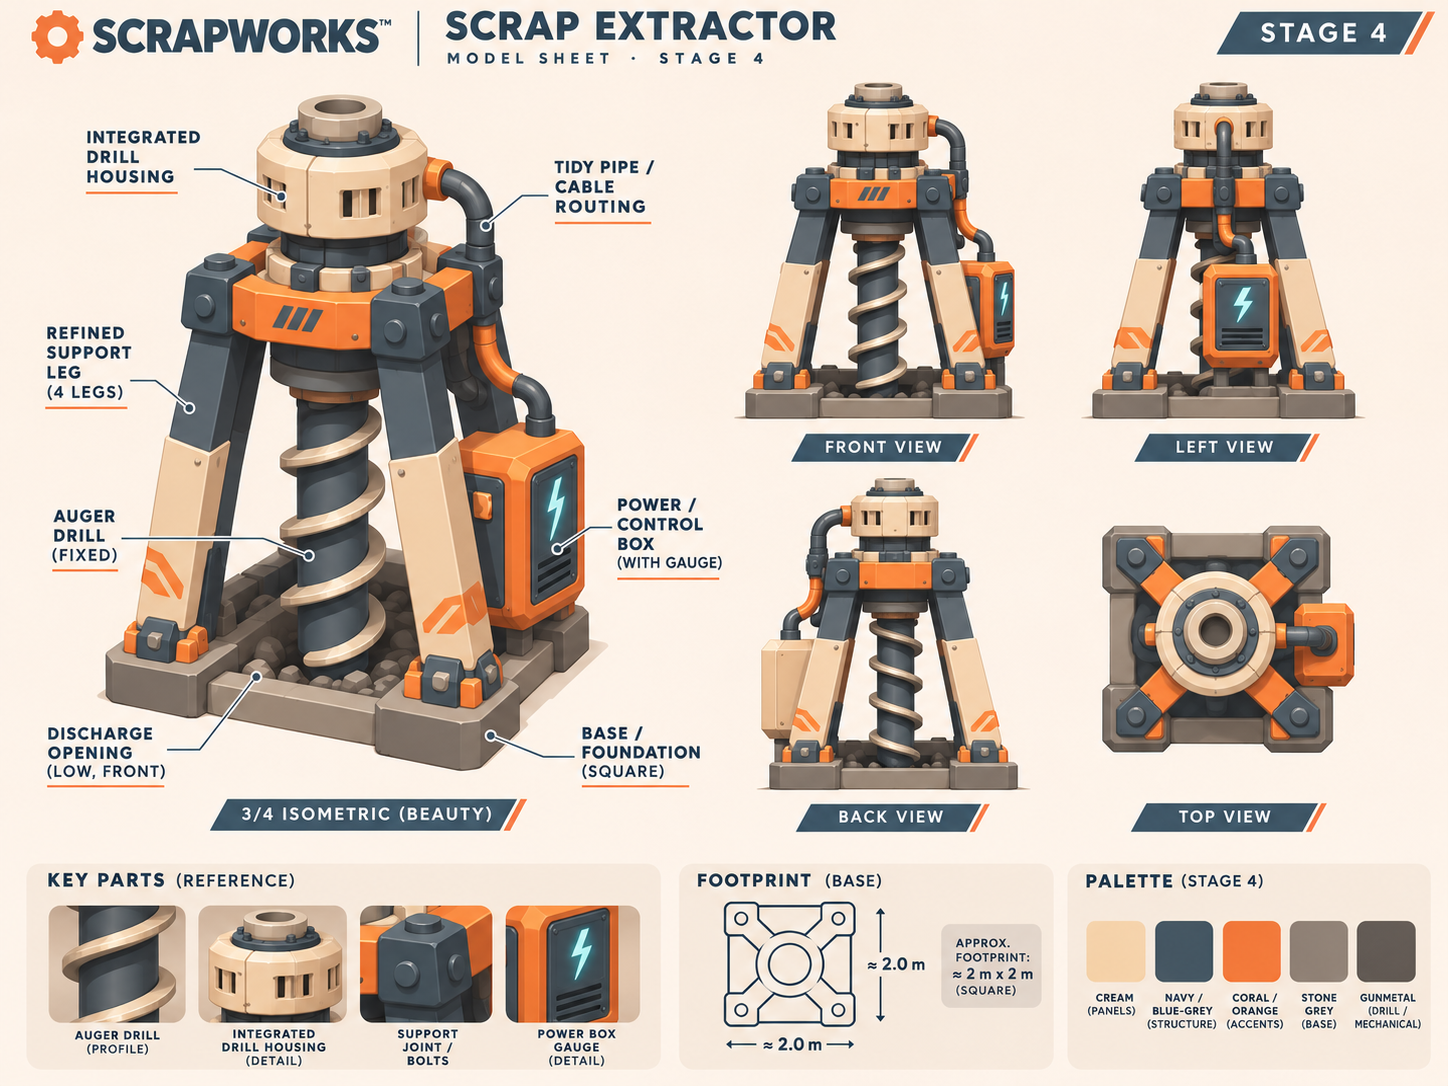 SCRAPWORKS™
SCRAP EXTRACTOR
MODEL SHEET · STAGE 4
STAGE 4
INTEGRATED
DRILL
HOUSING
TIDY PIPE /
CABLE
ROUTING
REFINED
SUPPORT
LEG
(4 LEGS)
AUGER
DRILL
(FIXED)
POWER /
CONTROL
BOX
(WITH GAUGE)
DISCHARGE
OPENING
(LOW, FRONT)
BASE /
FOUNDATION
(SQUARE)
3/4 ISOMETRIC (BEAUTY)
FRONT VIEW
LEFT VIEW
BACK VIEW
TOP VIEW
KEY PARTS (REFERENCE)
AUGER DRILL
(PROFILE)
INTEGRATED
DRILL HOUSING
(DETAIL)
SUPPORT
JOINT /
BOLTS
POWER BOX
GAUGE
(DETAIL)
FOOTPRINT (BASE)
≈ 2.0 m
≈ 2.0 m
APPROX.
FOOTPRINT:
≈ 2 m x 2 m
(SQUARE)
PALETTE (STAGE 4)
CREAM
(PANELS)
NAVY /
BLUE-GREY
(STRUCTURE)
CORAL /
ORANGE
(ACCENTS)
STONE
GREY
(BASE)
GUNMETAL
(DRILL /
MECHANICAL)